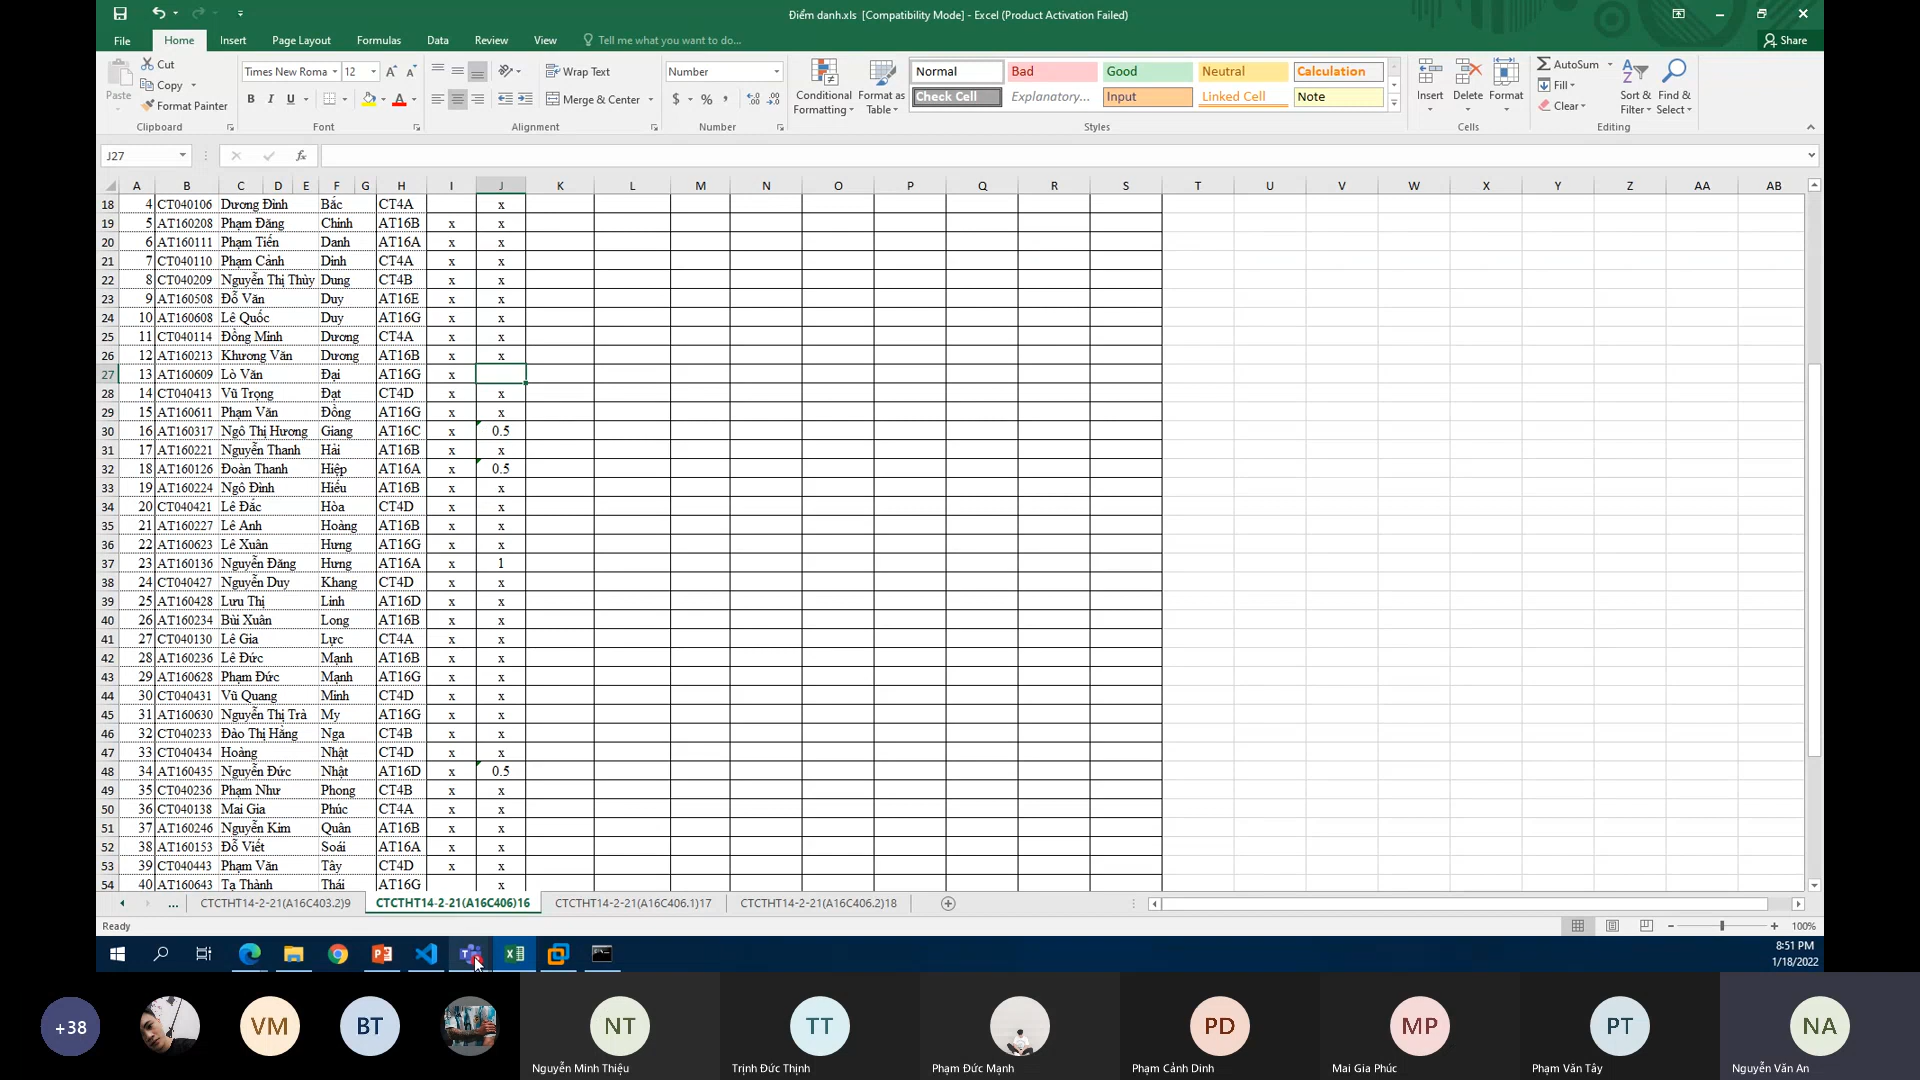 Điểm danh.xls [Compatibility Mode] - Excel (Product Activation Failed)
File Home Insert Page Layout Formulas Data Review View Tell me what you want to do... Share
Paste Cut Copy Format Painter Clipboard
Times New Roma 12 B I U A Font
Wrap Text Merge & Center Alignment
Number $ % , Number
Conditional Formatting Format as Table
Normal Bad Good Neutral Calculation
Check Cell Explanatory... Input Linked Cell Note
Styles
Insert Delete Format Cells
AutoSum Fill Clear Sort & Filter Find & Select Editing
J27 fx
A B C D E F G H I J K L M N O P Q R S T U V W X Y Z AA AB
18 4 CT040106 Dương Đình Bắc CT4A x
19 5 AT160208 Phạm Đăng Chính AT16B x x
20 6 AT160111 Phạm Tiến Danh AT16A x x
21 7 CT040110 Phạm Cảnh Dinh CT4A x x
22 8 CT040209 Nguyễn Thị Thùy Dung CT4B x x
23 9 AT160508 Đỗ Văn Duy AT16E x x
24 10 AT160608 Lê Quốc Duy AT16G x x
25 11 CT040114 Đồng Minh Dương CT4A x x
26 12 AT160213 Khương Văn Dương AT16B x x
27 13 AT160609 Lò Văn Đại AT16G x
28 14 CT040413 Vũ Trọng Đạt CT4D x x
29 15 AT160611 Phạm Văn Đồng AT16G x x
30 16 AT160317 Ngô Thị Hương Giang AT16C x 0.5
31 17 AT160221 Nguyễn Thanh Hải AT16B x x
32 18 AT160126 Đoàn Thanh Hiệp AT16A x 0.5
33 19 AT160224 Ngô Đình Hiếu AT16B x x
34 20 CT040421 Lê Đắc Hòa CT4D x x
35 21 AT160227 Lê Anh Hoàng AT16B x x
36 22 AT160623 Lê Xuân Hưng AT16G x x
37 23 AT160136 Nguyễn Đăng Hưng AT16A x 1
38 24 CT040427 Nguyễn Duy Khang CT4D x x
39 25 AT160428 Lưu Thị Linh AT16D x x
40 26 AT160234 Bùi Xuân Long AT16B x x
41 27 CT040130 Lê Gia Lực CT4A x x
42 28 AT160236 Lê Đức Mạnh AT16B x x
43 29 AT160628 Phạm Đức Mạnh AT16G x x
44 30 CT040431 Vũ Quang Minh CT4D x x
45 31 AT160630 Nguyễn Thị Trà My AT16G x x
46 32 CT040233 Đào Thị Hằng Nga CT4B x x
47 33 CT040434 Hoàng Nhật CT4D x x
48 34 AT160435 Nguyễn Đức Nhật AT16D x 0.5
49 35 CT040236 Phạm Như Phong CT4B x x
50 36 CT040138 Mai Gia Phúc CT4A x x
51 37 AT160246 Nguyễn Kim Quân AT16B x x
52 38 AT160153 Đỗ Viết Soái AT16A x x
53 39 CT040443 Phạm Văn Tây CT4D x x
54 40 AT160643 Tạ Thành Thái AT16G x
... CTCTHT14-2-21(A16C403.2)9 CTCTHT14-2-21(A16C406)16 CTCTHT14-2-21(A16C406.1)17 CTCTHT14-2-21(A16C406.2)18
Ready 100%
8:51 PM
1/18/2022
+38 VM BT NT TT PD MP PT NA
Nguyễn Minh Thiệu Trịnh Đức Thịnh Phạm Đức Mạnh Phạm Cảnh Dinh Mai Gia Phúc Phạm Văn Tây Nguyễn Văn An